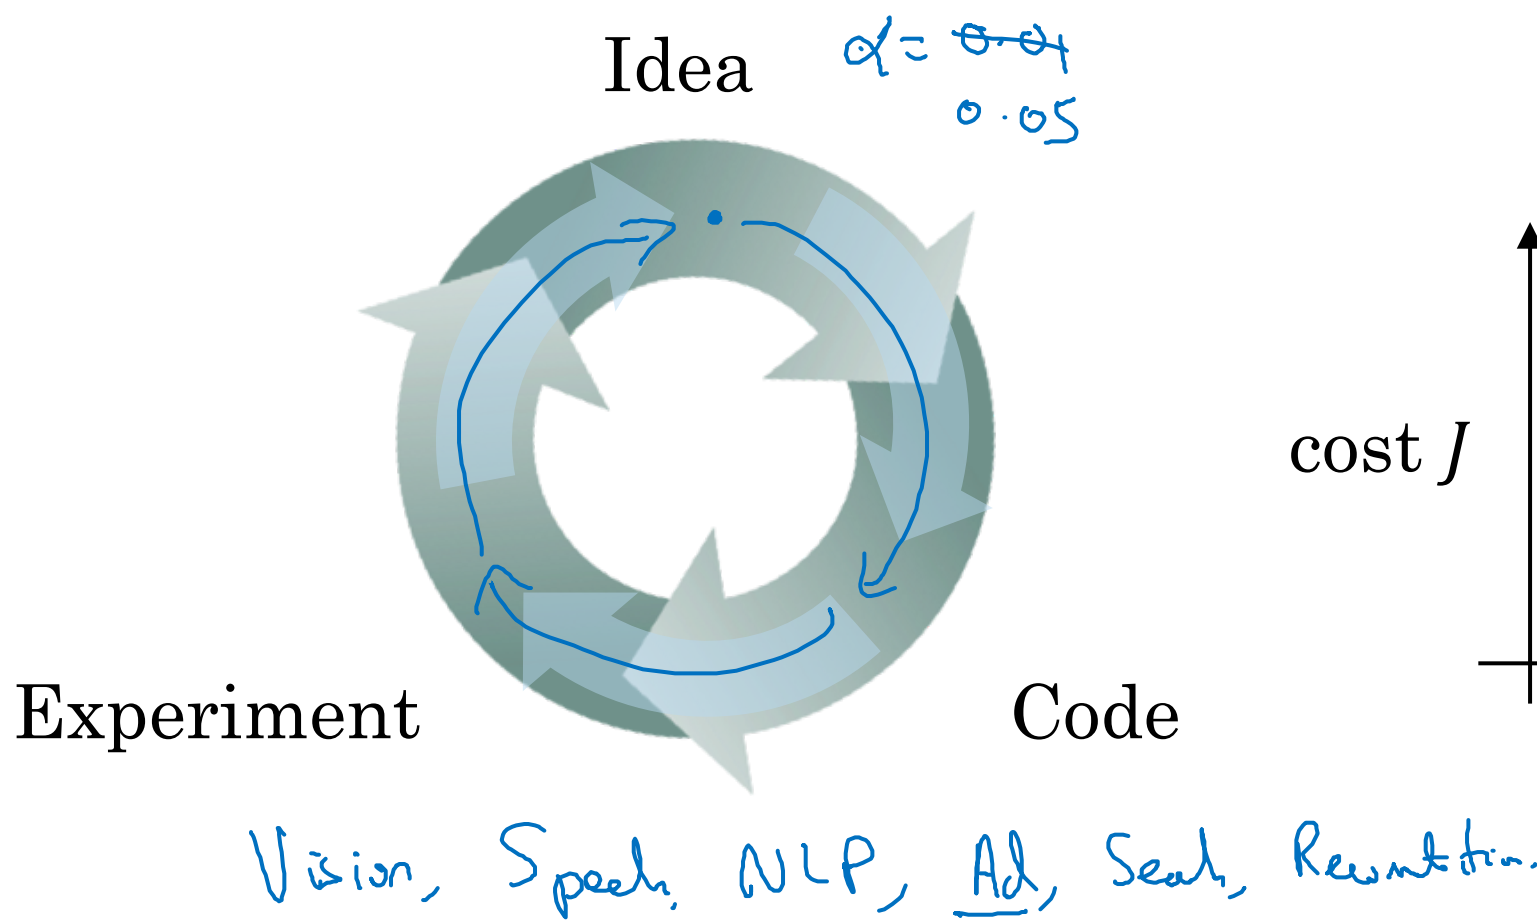 Idea
α = 0.01
0.05
cost J
Experiment
Code
Vision, Speech, NLP, Ad, Search,